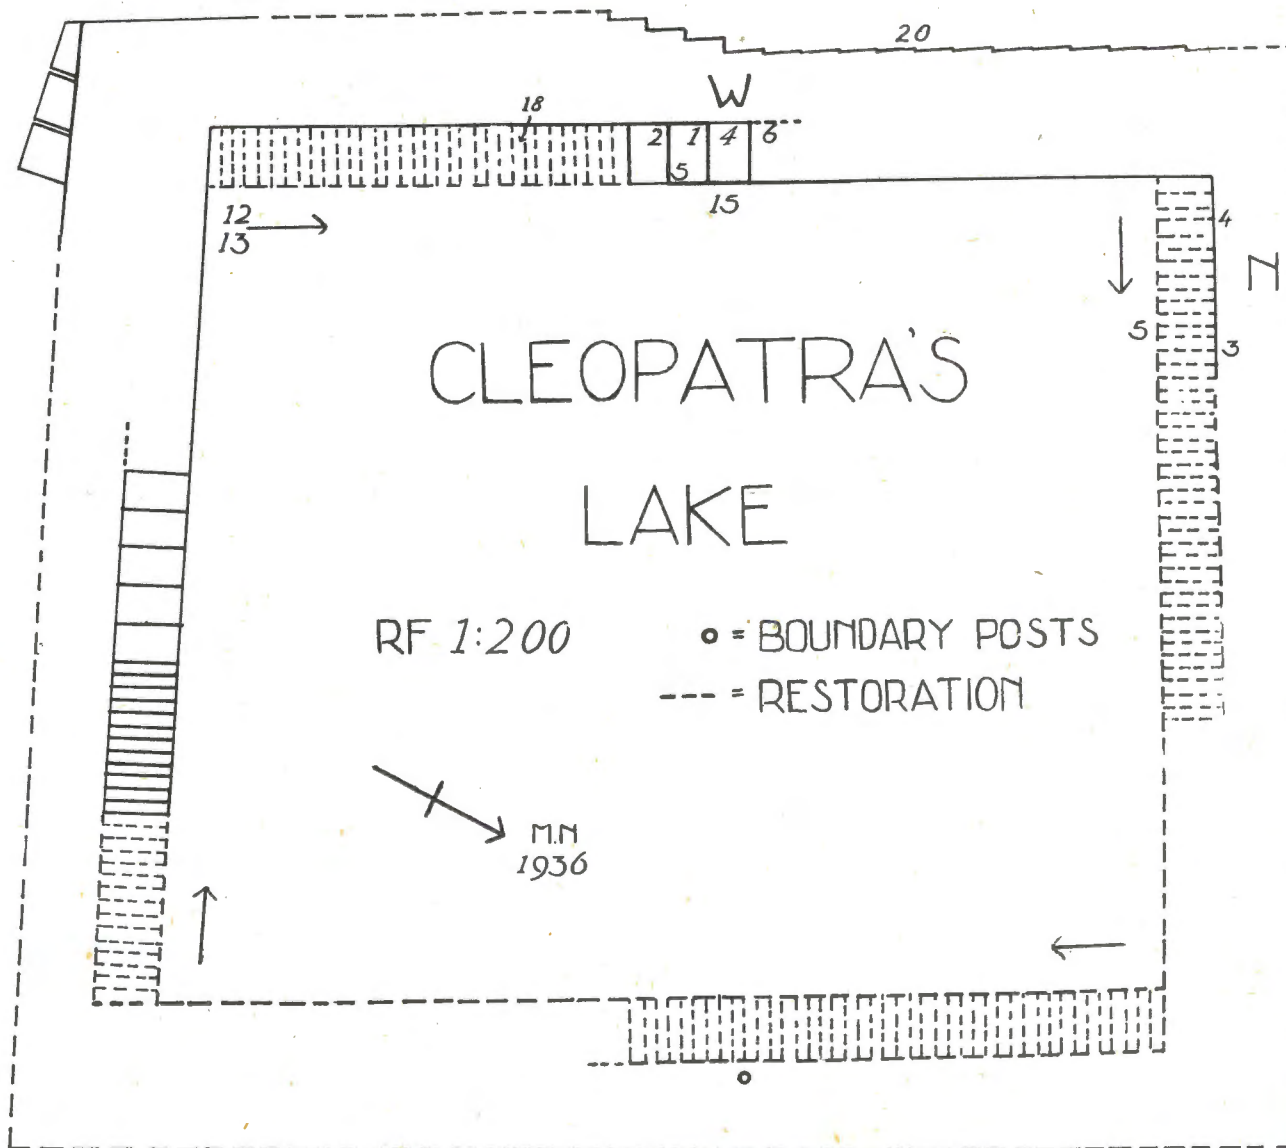 20
W
18
2 1 4 6
5
15
12
13
4
N
5
3
CLEOPATRA'S
LAKE
RF 1:200
o = BOUNDARY POSTS
--- = RESTORATION
M.N
1936